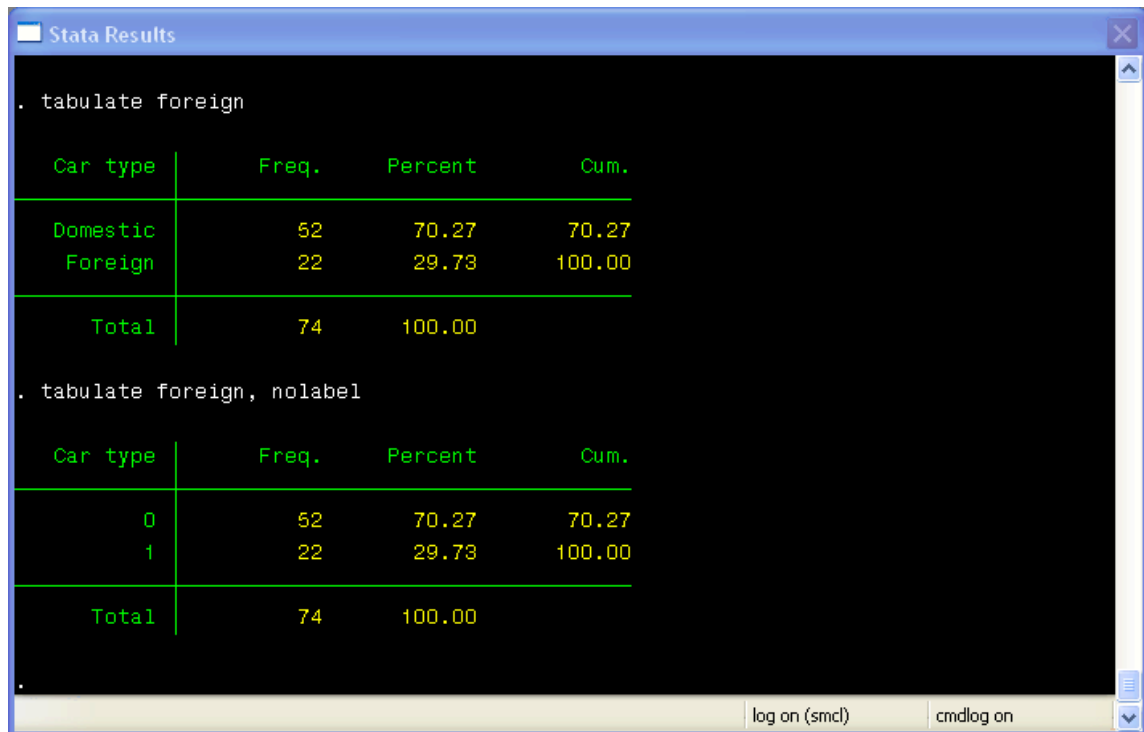 Stata Results
. tabulate foreign
Car type Freq. Percent Cum.
Domestic 52 70.27 70.27
Foreign 22 29.73 100.00
Total 74 100.00
. tabulate foreign, nolabel
Car type Freq. Percent Cum.
0 52 70.27 70.27
1 22 29.73 100.00
Total 74 100.00
.
log on (smcl) cmdlog on